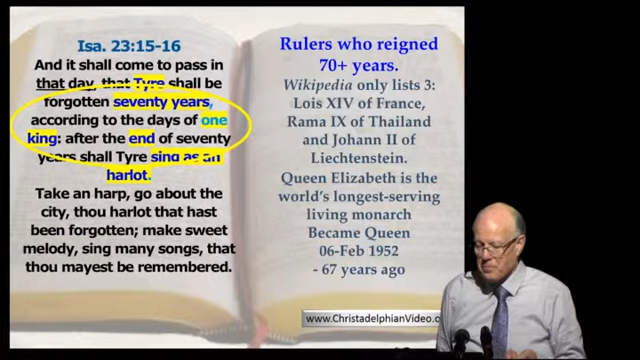 Isa. 23:15-16
And it shall come to pass in
that day, that Tyre shall be
forgotten seventy years,
according to the days of one
king: after the end of seventy
years shall Tyre sing as an
harlot.
Take an harp, go about the
city, thou harlot that hast
been forgotten; make sweet
melody, sing many songs, that
thou mayest be remembered.
Rulers who reigned
70+ years.
Wikipedia only lists 3:
Lois XIV of France,
Rama IX of Thailand
and Johann II of
Liechtenstein.
Queen Elizabeth is the
world's longest-serving
living monarch
Became Queen
06-Feb 1952
- 67 years ago
www.ChristadelphianVideo.o